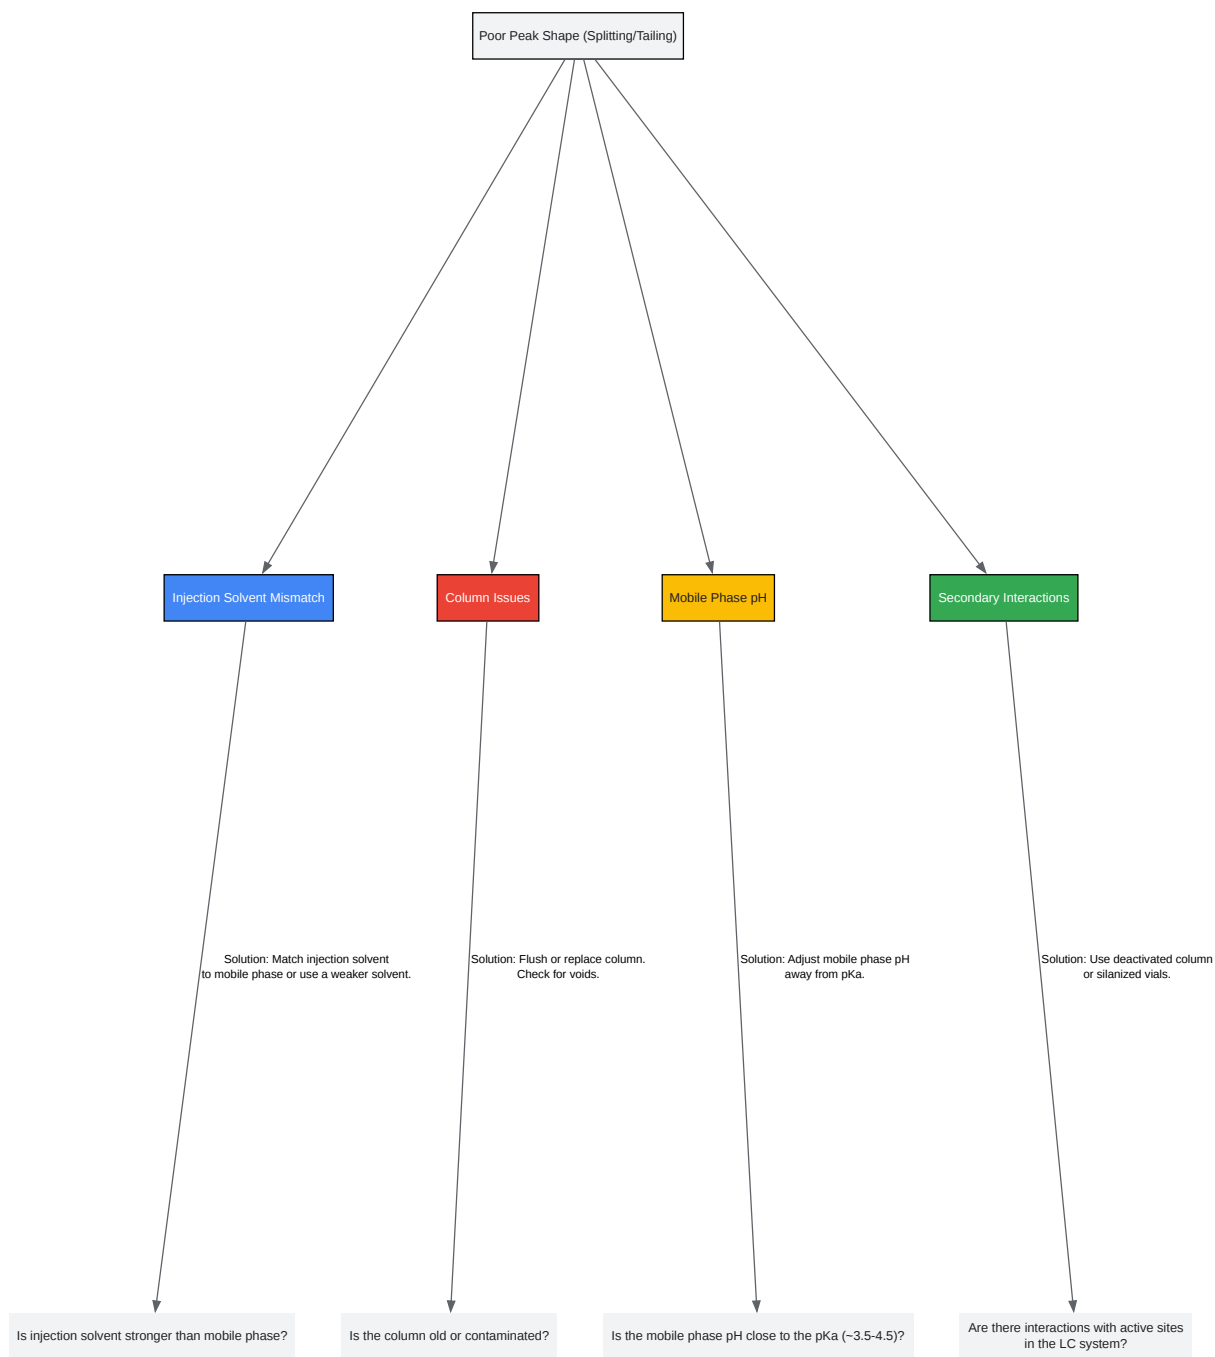 Poor Peak Shape (Splitting/Tailing)
Injection Solvent Mismatch
Column Issues
Mobile Phase pH
Secondary Interactions
Solution: Match injection solvent
to mobile phase or use a weaker solvent.
Solution: Flush or replace column.
Check for voids.
Solution: Adjust mobile phase pH
away from pKa.
Solution: Use deactivated column
or silanized vials.
Is injection solvent stronger than mobile phase?
Is the column old or contaminated?
Is the mobile phase pH close to the pKa (~3.5-4.5)?
Are there interactions with active sites
in the LC system?